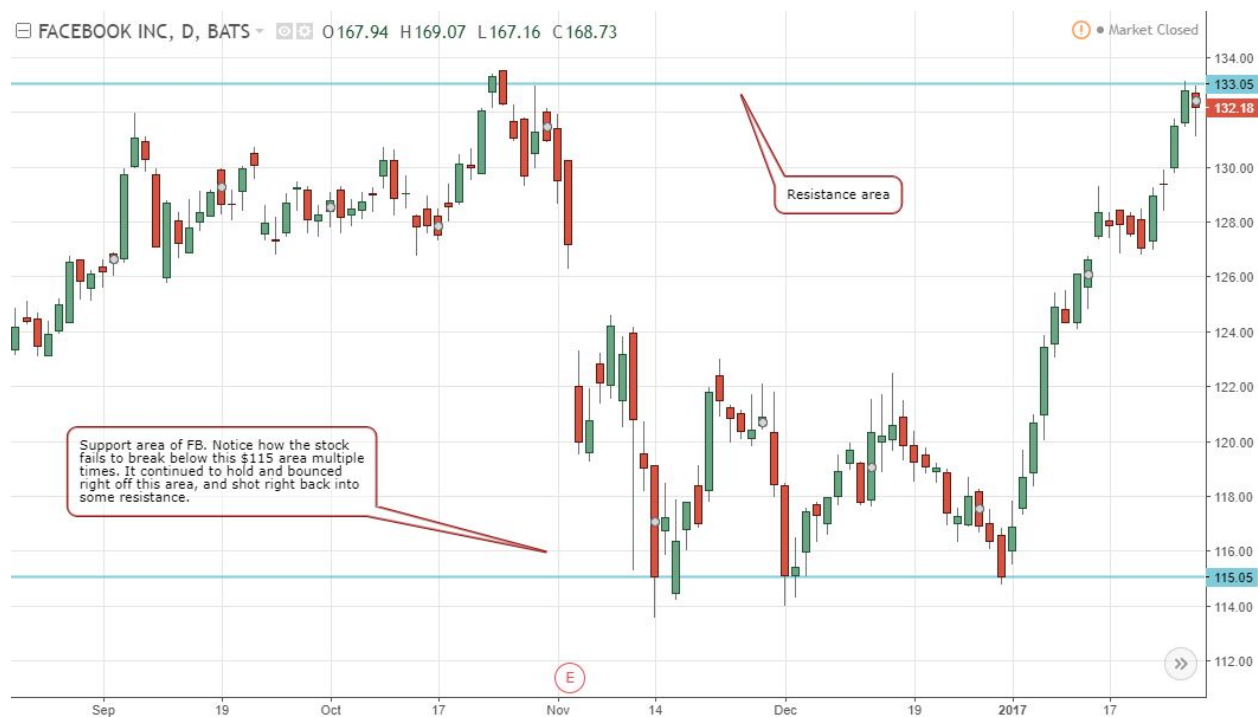 FACEBOOK INC, D, BATS O167.94 H169.07 L167.16 C168.73
Market Closed
134.00
133.05
132.18
Resistance area
130.00
128.00
126.00
124.00
122.00
120.00
Support area of FB. Notice how the stock
fails to break below this $115 area multiple
times. It continued to hold and bounced
right off this area, and shot right back into
some resistance.
118.00
116.00
115.05
114.00
112.00
E
Sep 19 Oct 17 Nov 14 Dec 19 2017 17